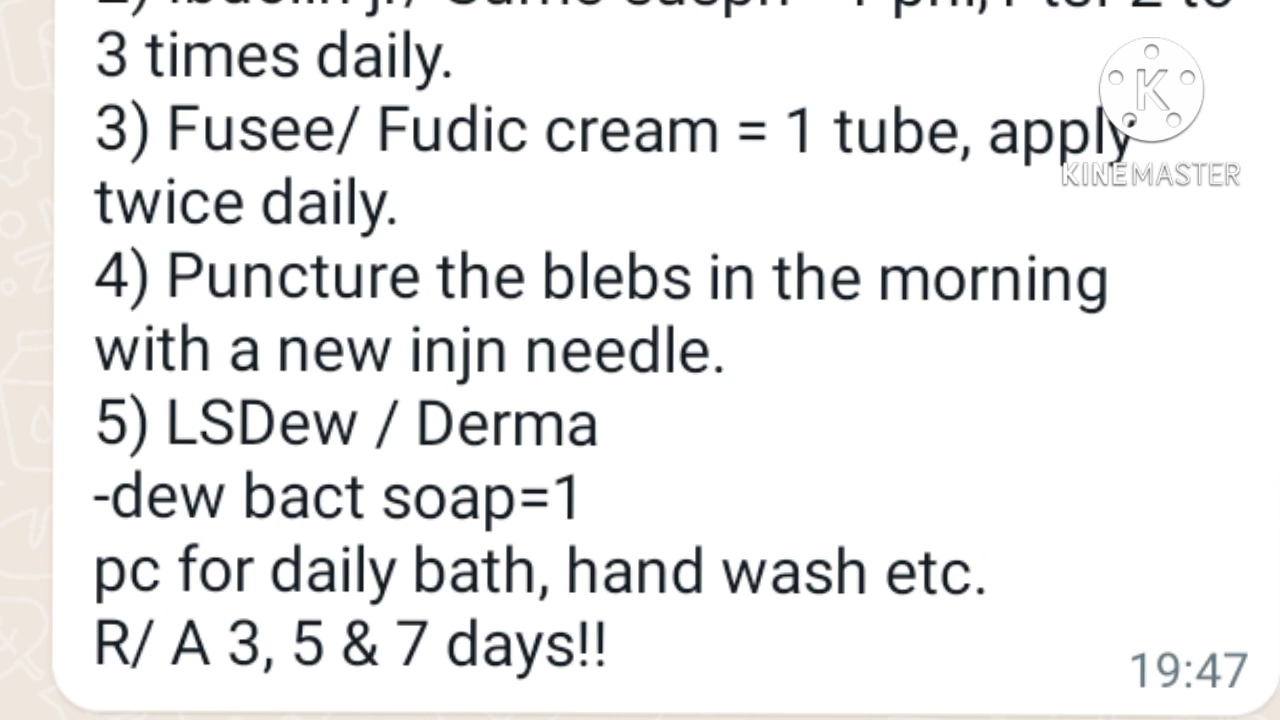 3 times daily.
3) Fusee/ Fudic cream = 1 tube, apply
twice daily.
4) Puncture the blebs in the morning
with a new injn needle.
5) LSDew / Derma
-dew bact soap=1
pc for daily bath, hand wash etc.
R/ A 3, 5 & 7 days!!
19:47
K
KINEMASTER